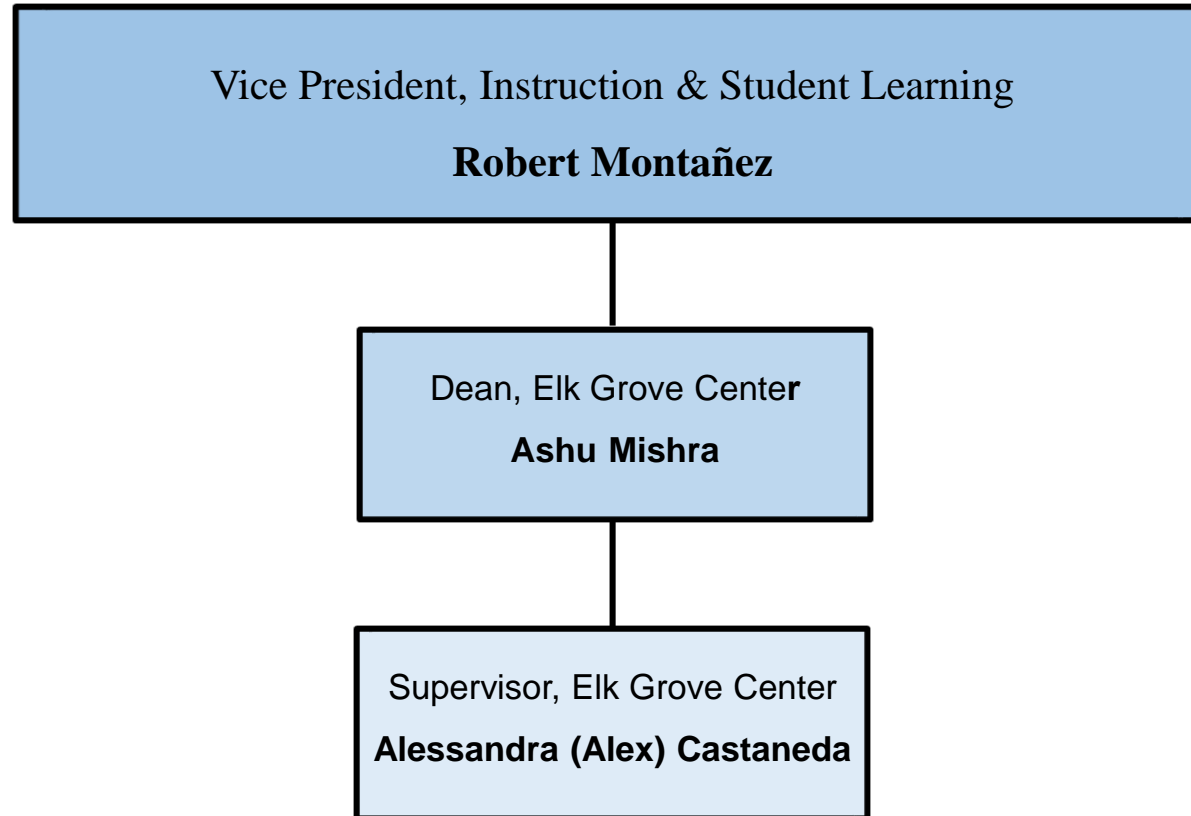 Vice President, Instruction & Student Learning
Robert Montañez
Dean, Elk Grove Center
Ashu Mishra
Supervisor, Elk Grove Center
Alessandra (Alex) Castaneda